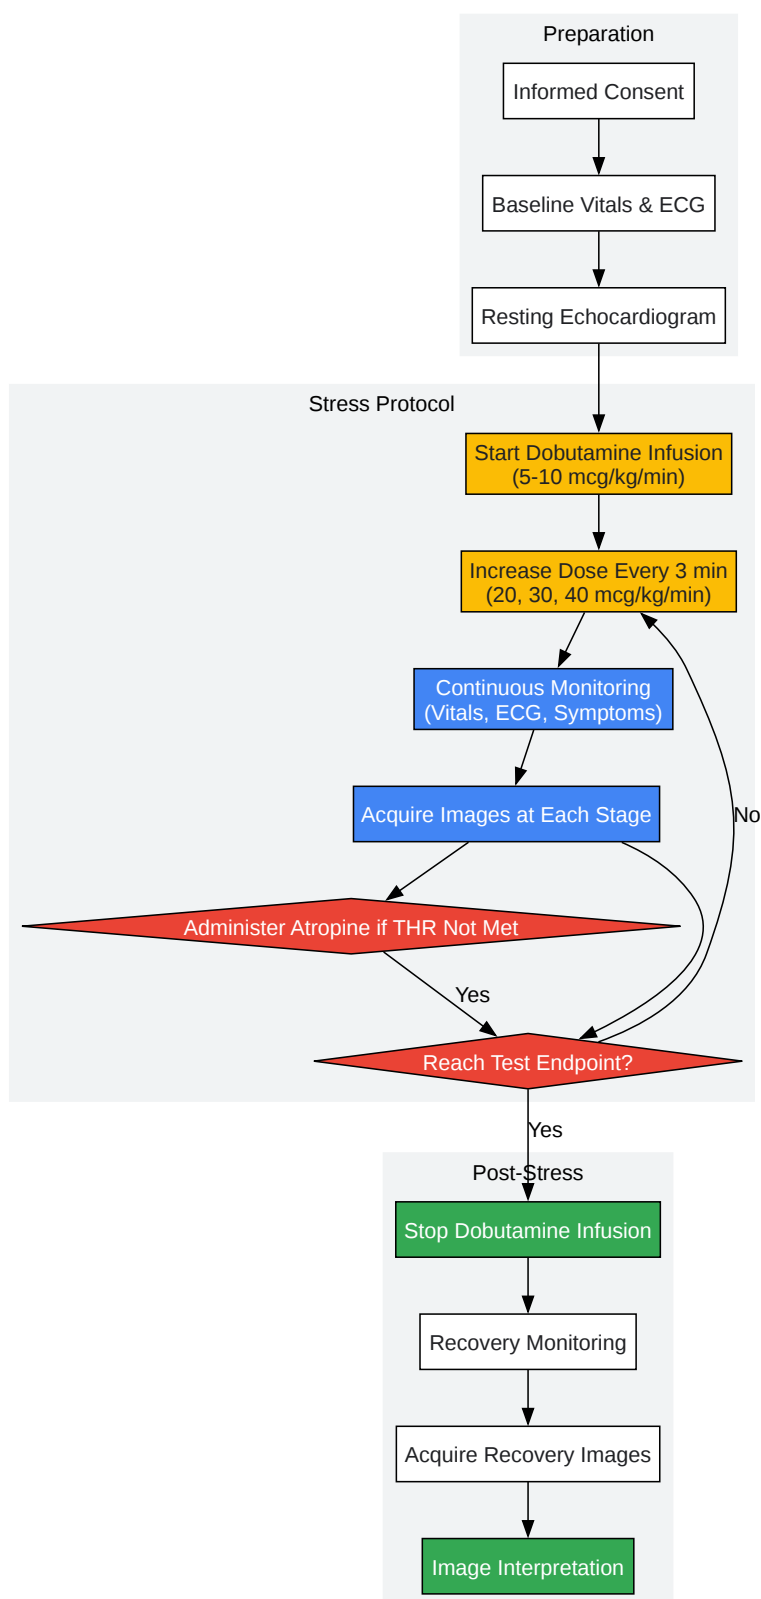 Preparation
Informed Consent
Baseline Vitals & ECG
Resting Echocardiogram
Stress Protocol
Start Dobutamine Infusion
(5-10 mcg/kg/min)
Increase Dose Every 3 min
(20, 30, 40 mcg/kg/min)
Continuous Monitoring
(Vitals, ECG, Symptoms)
Acquire Images at Each Stage
No
Administer Atropine if THR Not Met
Yes
Reach Test Endpoint?
Yes
Post-Stress
Stop Dobutamine Infusion
Recovery Monitoring
Acquire Recovery Images
Image Interpretation